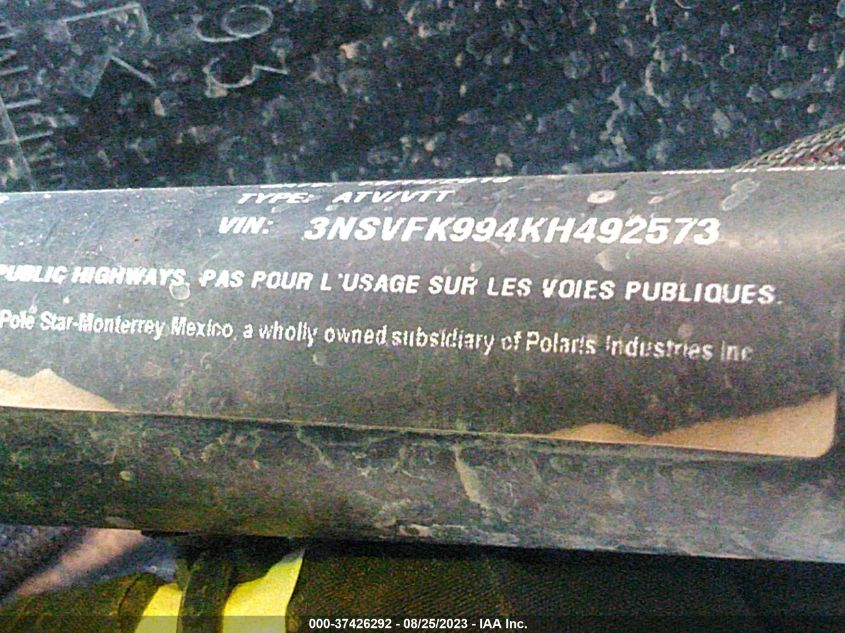 TYPE: ATV/VTT
VIN: 3NSVFK994KH492573
PUBLIC HIGHWAYS. PAS POUR L'USAGE SUR LES VOIES PUBLIQUES.
Pole Star-Monterrey Mexico, a wholly owned subsidiary of Polaris Industries Inc
000-37426292 - 08/25/2023 - IAA Inc.